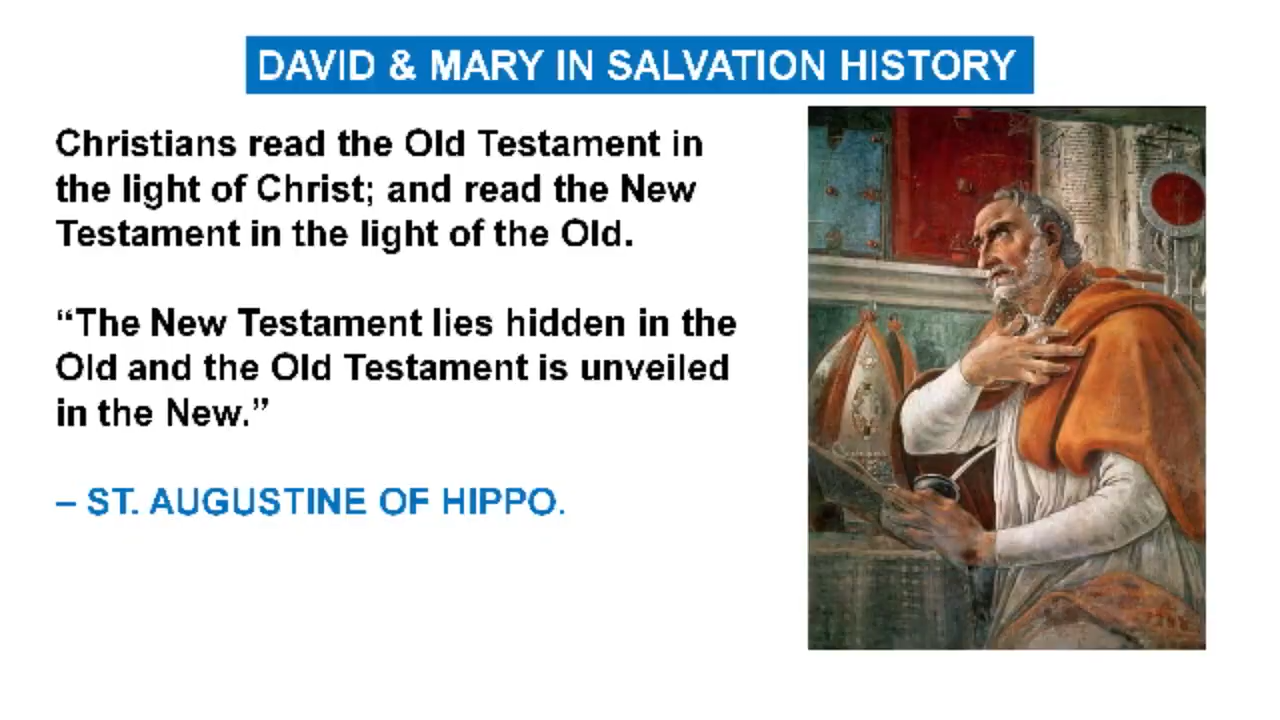 DAVID & MARY IN SALVATION HISTORY
Christians read the Old Testament in
the light of Christ; and read the New
Testament in the light of the Old.
“The New Testament lies hidden in the
Old and the Old Testament is unveiled
in the New.”
– ST. AUGUSTINE OF HIPPO.